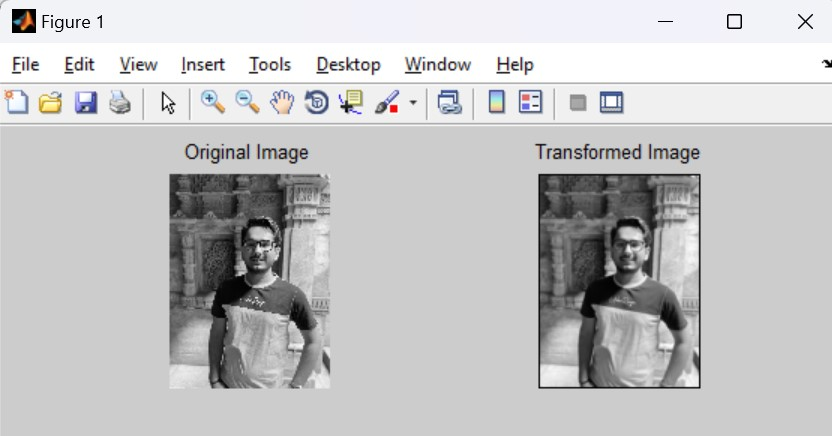 Figure 1
File Edit View Insert Tools Desktop Window Help
Original Image Transformed Image